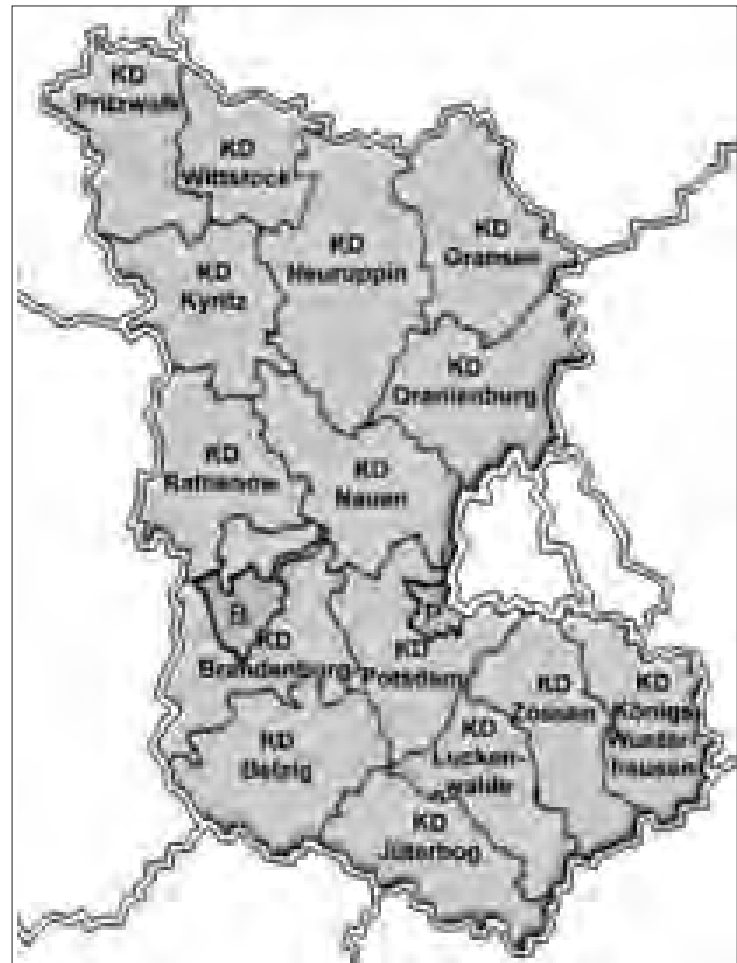 KD
Pritzwalk
KD
Wittstock
KD
Gransee
KD
Neuruppin
KD
Kyritz
KD
Oranienburg
KD
Rathenow
KD
Nauen
B
P
KD
Brandenburg
KD
Potsdam
KD
Zossen
KD
Königs
Wuster-
hausen
KD
Belzig
KD
Lucken-
walde
KD
Jüterbog